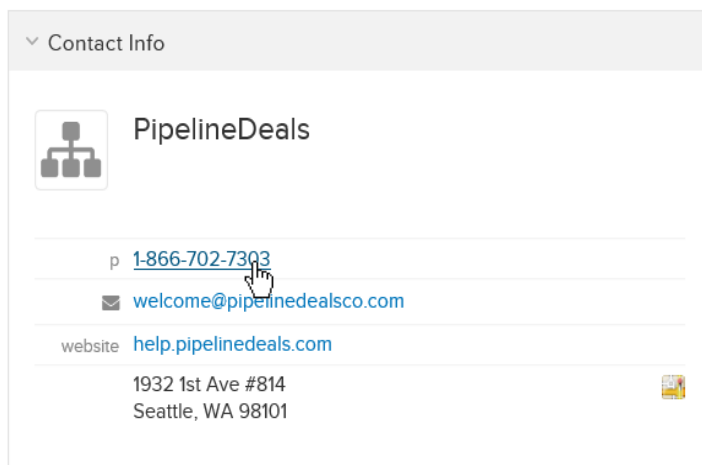 Contact Info
PipelineDeals
p 1-866-702-7303
welcome@pipelinedealsco.com
website help.pipelinedeals.com
1932 1st Ave #814
Seattle, WA 98101